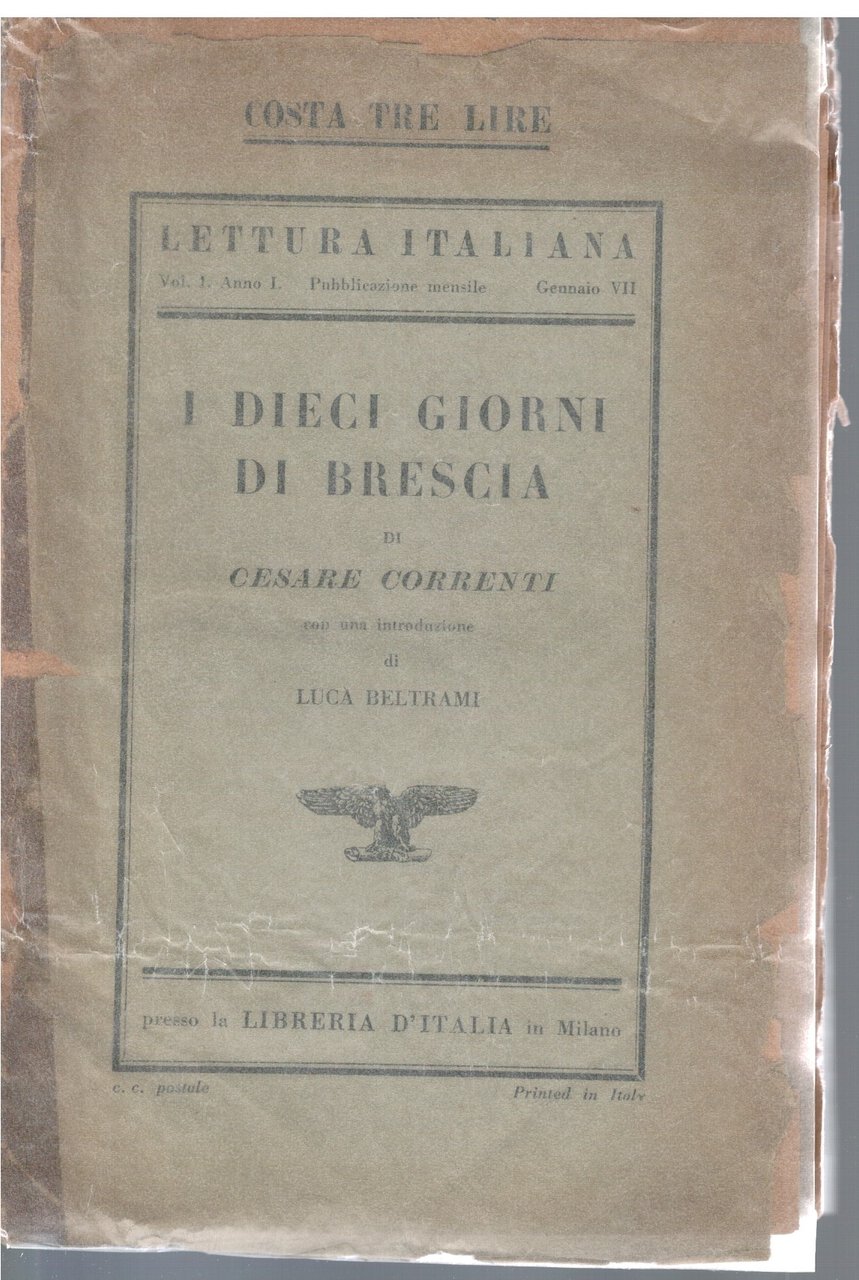 COSTA TRE LIRE
LETTURA ITALIANA
Vol. 1. Anno I. Pubblicazione mensile Gennaio VII
I DIECI GIORNI
DI BRESCIA
DI
CESARE CORRENTI
con una introduzione
di
LUCA BELTRAMI
presso la LIBRERIA D'ITALIA in Milano
c. c. postale Printed in Italy